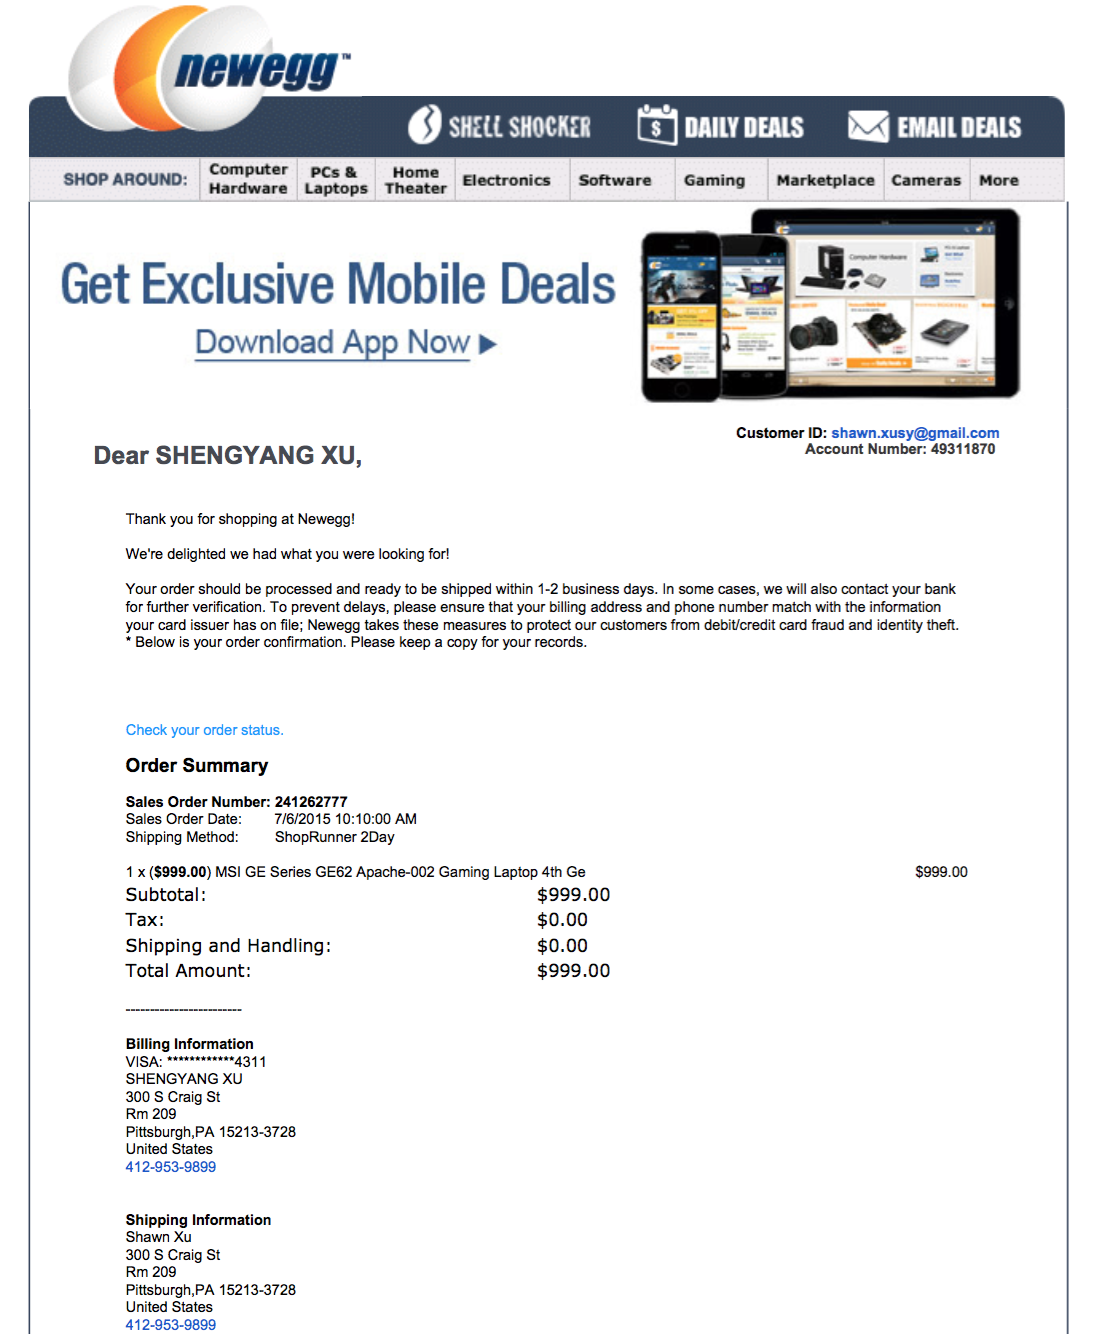 newegg™
SHELL SHOCKER
DAILY DEALS
EMAIL DEALS
SHOP AROUND:
Computer Hardware
PCs & Laptops
Home Theater
Electronics
Software
Gaming
Marketplace
Cameras
More
Get Exclusive Mobile Deals
Download App Now
Computer Hardware
Customer ID: shawn.xusy@gmail.com
Account Number: 49311870
Dear SHENGYANG XU,
Thank you for shopping at Newegg!
We're delighted we had what you were looking for!
Your order should be processed and ready to be shipped within 1-2 business days. In some cases, we will also contact your bank
for further verification. To prevent delays, please ensure that your billing address and phone number match with the information
your card issuer has on file; Newegg takes these measures to protect our customers from debit/credit card fraud and identity theft.
* Below is your order confirmation. Please keep a copy for your records.
Check your order status.
Order Summary
Sales Order Number: 241262777
Sales Order Date: 7/6/2015 10:10:00 AM
Shipping Method: ShopRunner 2Day
1 x ($999.00) MSI GE Series GE62 Apache-002 Gaming Laptop 4th Ge $999.00
Subtotal: $999.00
Tax: $0.00
Shipping and Handling: $0.00
Total Amount: $999.00
------------------------
Billing Information
VISA: ************4311
SHENGYANG XU
300 S Craig St
Rm 209
Pittsburgh,PA 15213-3728
United States
412-953-9899
Shipping Information
Shawn Xu
300 S Craig St
Rm 209
Pittsburgh,PA 15213-3728
United States
412-953-9899